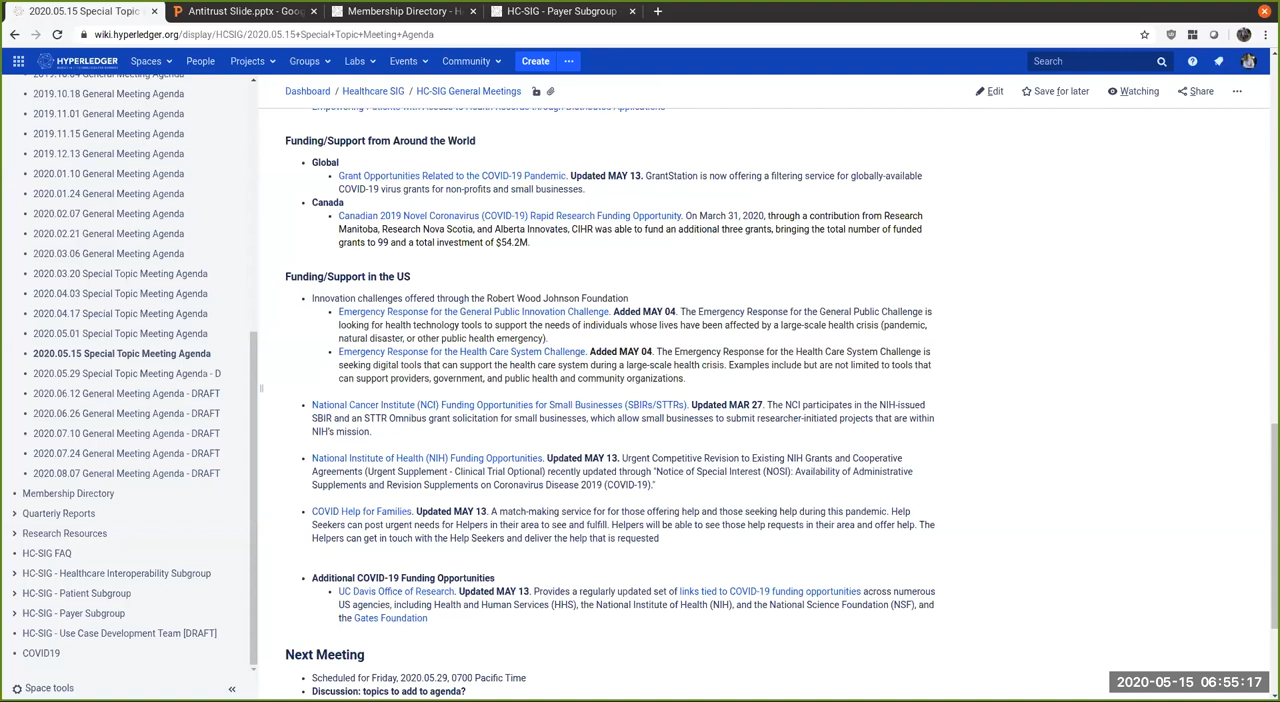 2020.05.15 Special Topic
Antitrust Slide.pptx - Goog
Membership Directory - H
HC-SIG - Payer Subgroup
wiki.hyperledger.org/display/HCSIG/2020.05.15+Special+Topic+Meeting+Agenda
HYPERLEDGER Spaces People Projects Groups Labs Events Community Create ··· Search
Dashboard / Healthcare SIG / HC-SIG General Meetings
Edit Save for later Watching Share ···
2019.10.04 General Meeting Agenda
2019.10.18 General Meeting Agenda
2019.11.01 General Meeting Agenda
2019.11.15 General Meeting Agenda
2019.12.13 General Meeting Agenda
2020.01.10 General Meeting Agenda
2020.01.24 General Meeting Agenda
2020.02.07 General Meeting Agenda
2020.02.21 General Meeting Agenda
2020.03.06 General Meeting Agenda
2020.03.20 Special Topic Meeting Agenda
2020.04.03 Special Topic Meeting Agenda
2020.04.17 Special Topic Meeting Agenda
2020.05.01 Special Topic Meeting Agenda
2020.05.15 Special Topic Meeting Agenda
2020.05.29 Special Topic Meeting Agenda - D
2020.06.12 General Meeting Agenda - DRAFT
2020.06.26 General Meeting Agenda - DRAFT
2020.07.10 General Meeting Agenda - DRAFT
2020.07.24 General Meeting Agenda - DRAFT
2020.08.07 General Meeting Agenda - DRAFT
Membership Directory
Quarterly Reports
Research Resources
HC-SIG FAQ
HC-SIG - Healthcare Interoperability Subgroup
HC-SIG - Patient Subgroup
HC-SIG - Payer Subgroup
HC-SIG - Use Case Development Team [DRAFT]
COVID19
Space tools
Empowering Patients with Access to Health Records through Distributed Applications
Funding/Support from Around the World
Global
Grant Opportunities Related to the COVID-19 Pandemic. Updated MAY 13. GrantStation is now offering a filtering service for globally-available
COVID-19 virus grants for non-profits and small businesses.
Canada
Canadian 2019 Novel Coronavirus (COVID-19) Rapid Research Funding Opportunity. On March 31, 2020, through a contribution from Research
Manitoba, Research Nova Scotia, and Alberta Innovates, CIHR was able to fund an additional three grants, bringing the total number of funded
grants to 99 and a total investment of $54.2M.
Funding/Support in the US
Innovation challenges offered through the Robert Wood Johnson Foundation
Emergency Response for the General Public Innovation Challenge. Added MAY 04. The Emergency Response for the General Public Challenge is
looking for health technology tools to support the needs of individuals whose lives have been affected by a large-scale health crisis (pandemic,
natural disaster, or other public health emergency).
Emergency Response for the Health Care System Challenge. Added MAY 04. The Emergency Response for the Health Care System Challenge is
seeking digital tools that can support the health care system during a large-scale health crisis. Examples include but are not limited to tools that
can support providers, government, and public health and community organizations.
National Cancer Institute (NCI) Funding Opportunities for Small Businesses (SBIRs/STTRs). Updated MAR 27. The NCI participates in the NIH-issued
SBIR and an STTR Omnibus grant solicitation for small businesses, which allow small businesses to submit researcher-initiated projects that are within
NIH's mission.
National Institute of Health (NIH) Funding Opportunities. Updated MAY 13. Urgent Competitive Revision to Existing NIH Grants and Cooperative
Agreements (Urgent Supplement - Clinical Trial Optional) recently updated through "Notice of Special Interest (NOSI): Availability of Administrative
Supplements and Revision Supplements on Coronavirus Disease 2019 (COVID-19)."
COVID Help for Families. Updated MAY 13. A match-making service for for those offering help and those seeking help during this pandemic. Help
Seekers can post urgent needs for Helpers in their area to see and fulfill. Helpers will be able to see those help requests in their area and offer help. The
Helpers can get in touch with the Help Seekers and deliver the help that is requested
Additional COVID-19 Funding Opportunities
UC Davis Office of Research. Updated MAY 13. Provides a regularly updated set of links tied to COVID-19 funding opportunities across numerous
US agencies, including Health and Human Services (HHS), the National Institute of Health (NIH), and the National Science Foundation (NSF), and
the Gates Foundation
Next Meeting
Scheduled for Friday, 2020.05.29, 0700 Pacific Time
Discussion: topics to add to agenda?
2020-05-15 06:55:17